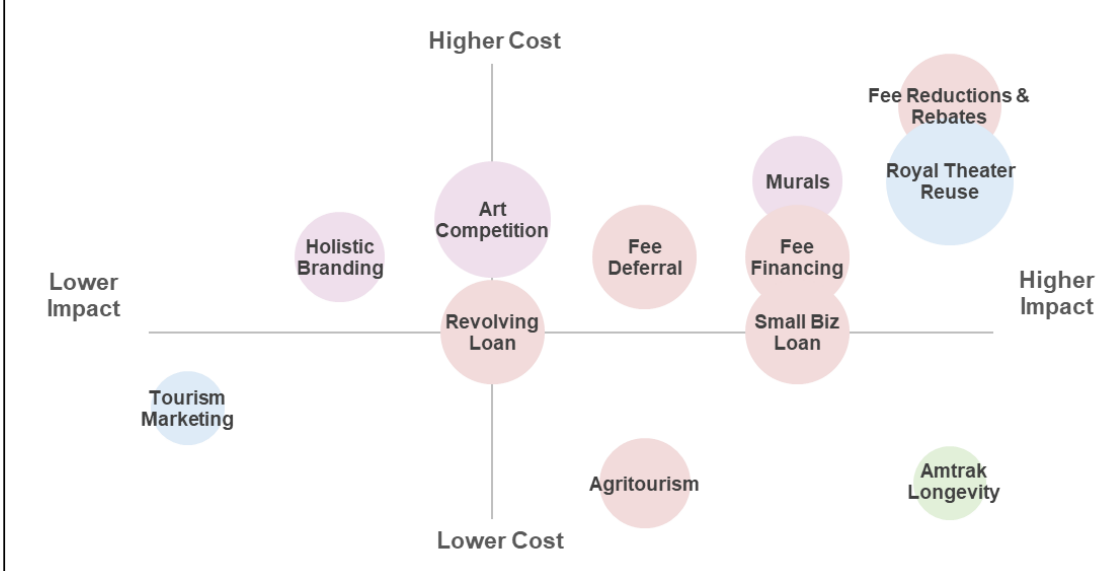 Higher Cost
Fee Reductions &
Rebates
Murals
Royal Theater
Reuse
Art
Competition
Holistic
Branding
Fee
Deferral
Fee
Financing
Lower
Impact
Higher
Impact
Revolving
Loan
Small Biz
Loan
Tourism
Marketing
Agritourism
Amtrak
Longevity
Lower Cost